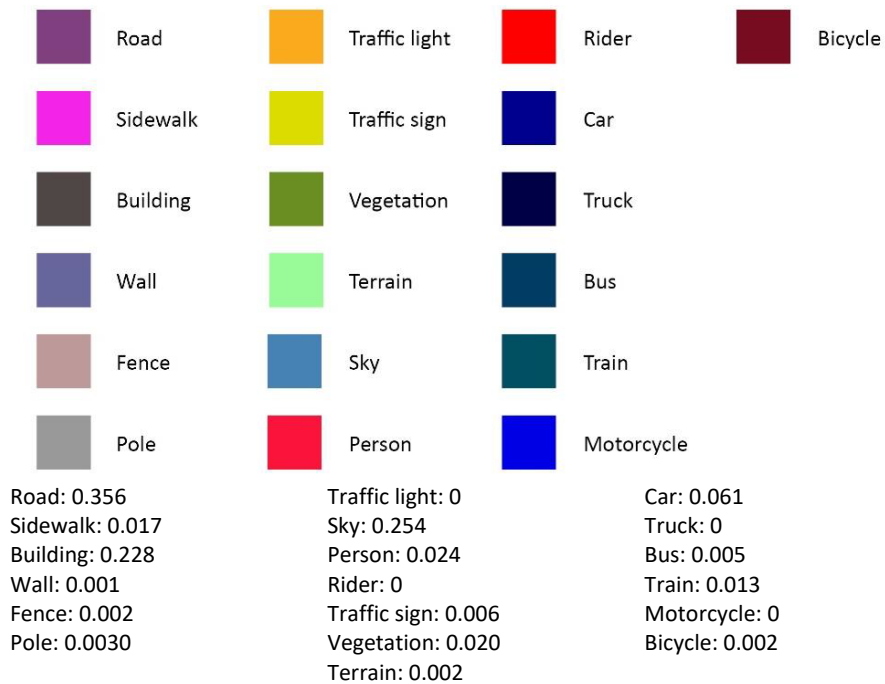 Road Traffic light Rider Bicycle
Sidewalk Traffic sign Car
Building Vegetation Truck
Wall Terrain Bus
Fence Sky Train
Pole Person Motorcycle
Road: 0.356 Traffic light: 0 Car: 0.061
Sidewalk: 0.017 Sky: 0.254 Truck: 0
Building: 0.228 Person: 0.024 Bus: 0.005
Wall: 0.001 Rider: 0 Train: 0.013
Fence: 0.002 Traffic sign: 0.006 Motorcycle: 0
Pole: 0.0030 Vegetation: 0.020 Bicycle: 0.002
Terrain: 0.002